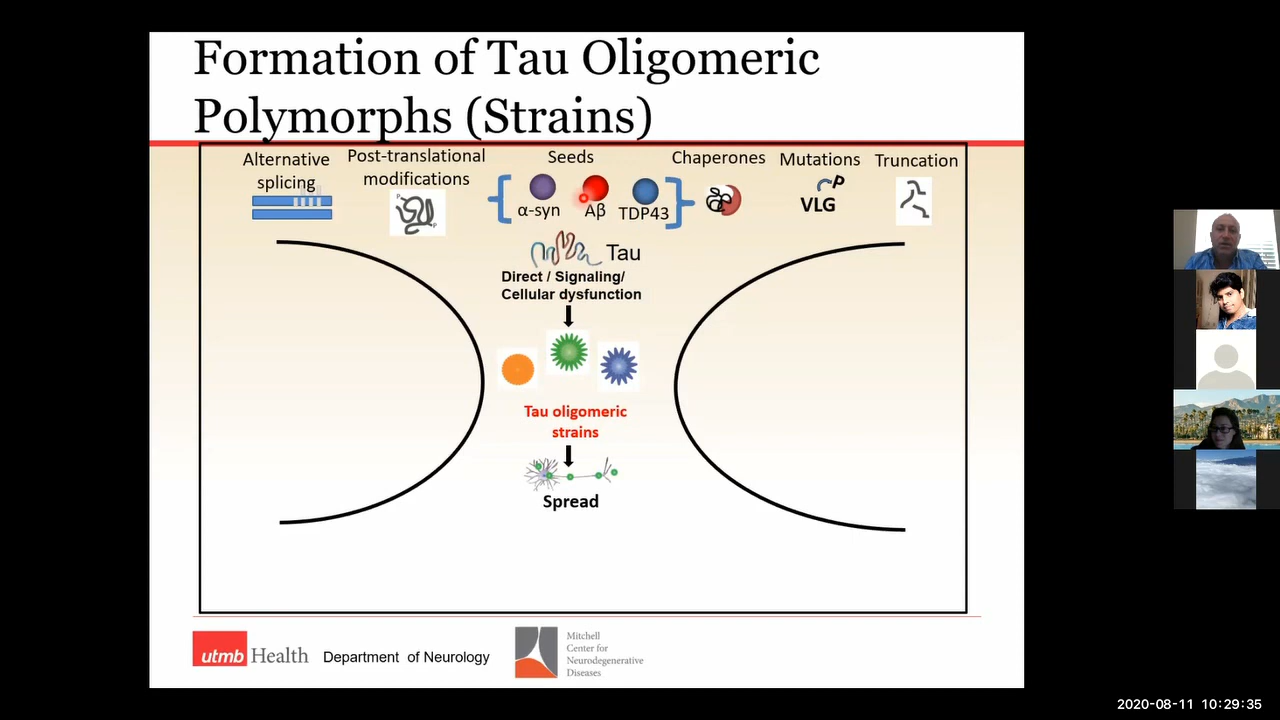 Formation of Tau Oligomeric
Polymorphs (Strains)
Alternative
splicing
Post-translational
modifications
Seeds
Chaperones
Mutations
Truncation
P
P
P
VLG
α-syn
Aβ
TDP43
Tau
Direct / Signaling/
Cellular dysfunction
Tau oligomeric
strains
Spread
utmb Health
Department of Neurology
Mitchell
Center for
Neurodegenerative
Diseases
2020-08-11 10:29:35